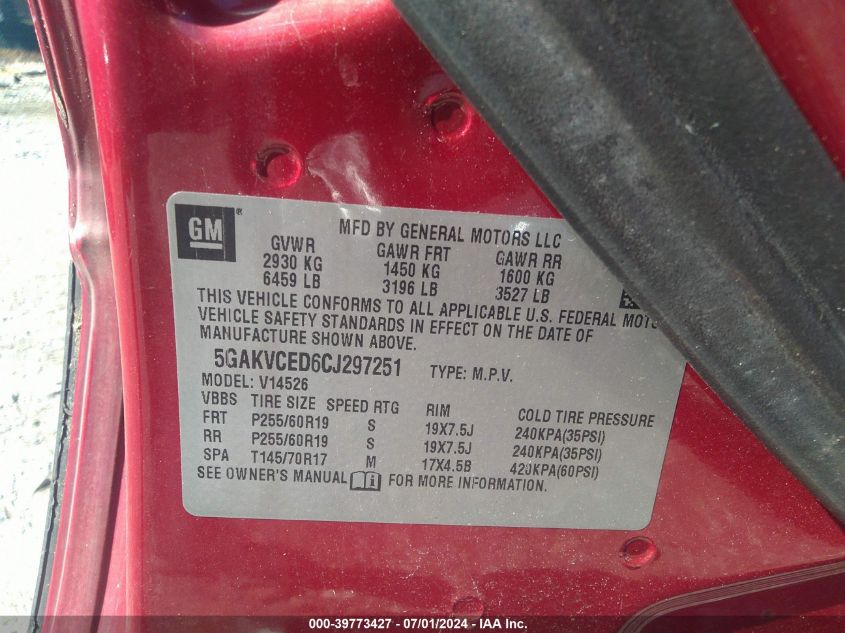 GM®
MFD BY GENERAL MOTORS LLC
GVWR GAWR FRT GAWR RR
2930 KG 1450 KG 1600 KG
6459 LB 3196 LB 3527 LB
THIS VEHICLE CONFORMS TO ALL APPLICABLE U.S. FEDERAL MOTO
VEHICLE SAFETY STANDARDS IN EFFECT ON THE DATE OF
MANUFACTURE SHOWN ABOVE.
5GAKVCED6CJ297251 TYPE: M.P.V.
MODEL: V14526
VBBS TIRE SIZE SPEED RTG RIM COLD TIRE PRESSURE
FRT P255/60R19 S 19X7.5J 240KPA(35PSI)
RR P255/60R19 S 19X7.5J 240KPA(35PSI)
SPA T145/70R17 M 17X4.5B 420KPA(60PSI)
SEE OWNER'S MANUAL FOR MORE INFORMATION.
000-39773427 - 07/01/2024 - IAA Inc.